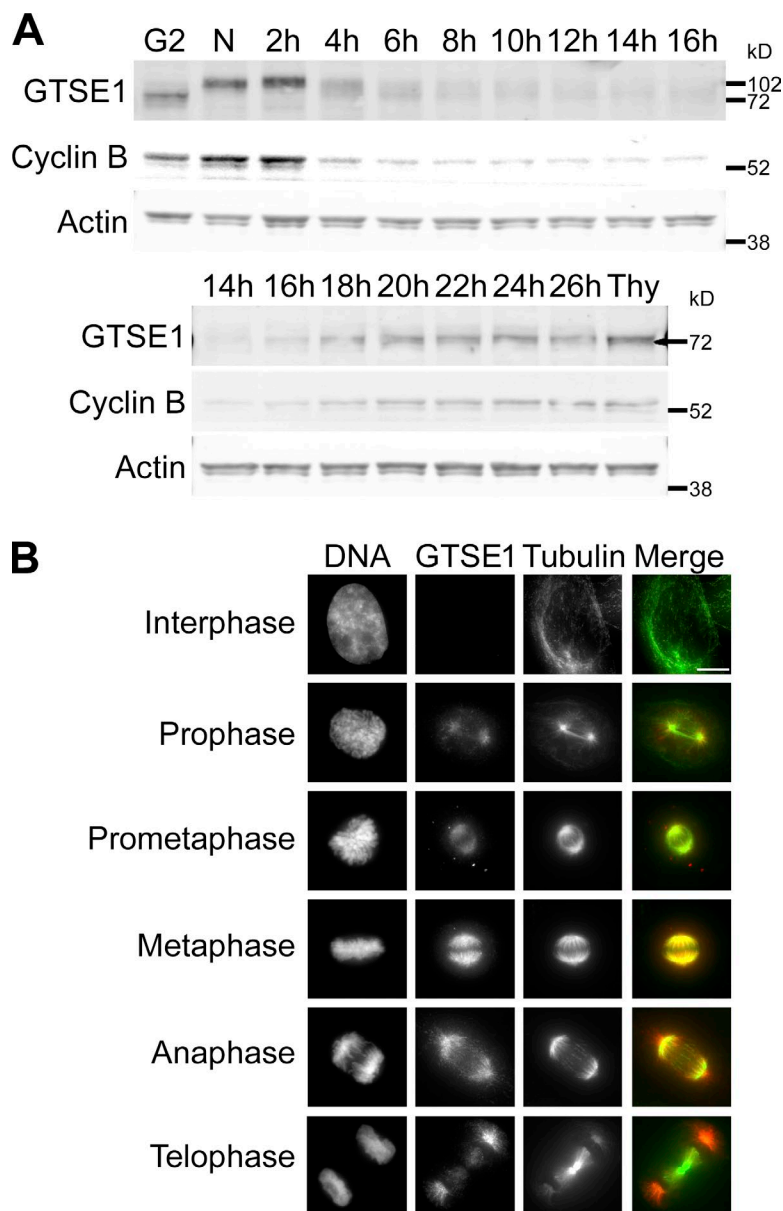 A
G2 N 2h 4h 6h 8h 10h 12h 14h 16h
kD
GTSE1
102
72
Cyclin B
52
Actin
38
14h 16h 18h 20h 22h 24h 26h Thy
kD
GTSE1
72
Cyclin B
52
Actin
38
B
DNA GTSE1 Tubulin Merge
Interphase
Prophase
Prometaphase
Metaphase
Anaphase
Telophase